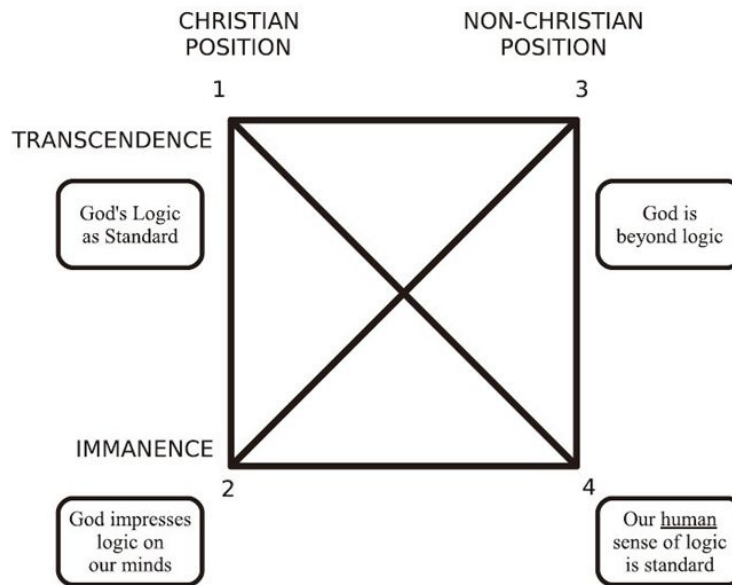 CHRISTIAN
POSITION
NON-CHRISTIAN
POSITION
1
3
TRANSCENDENCE
God's Logic
as Standard
God is
beyond logic
IMMANENCE
2
4
God impresses
logic on
our minds
Our human
sense of logic
is standard